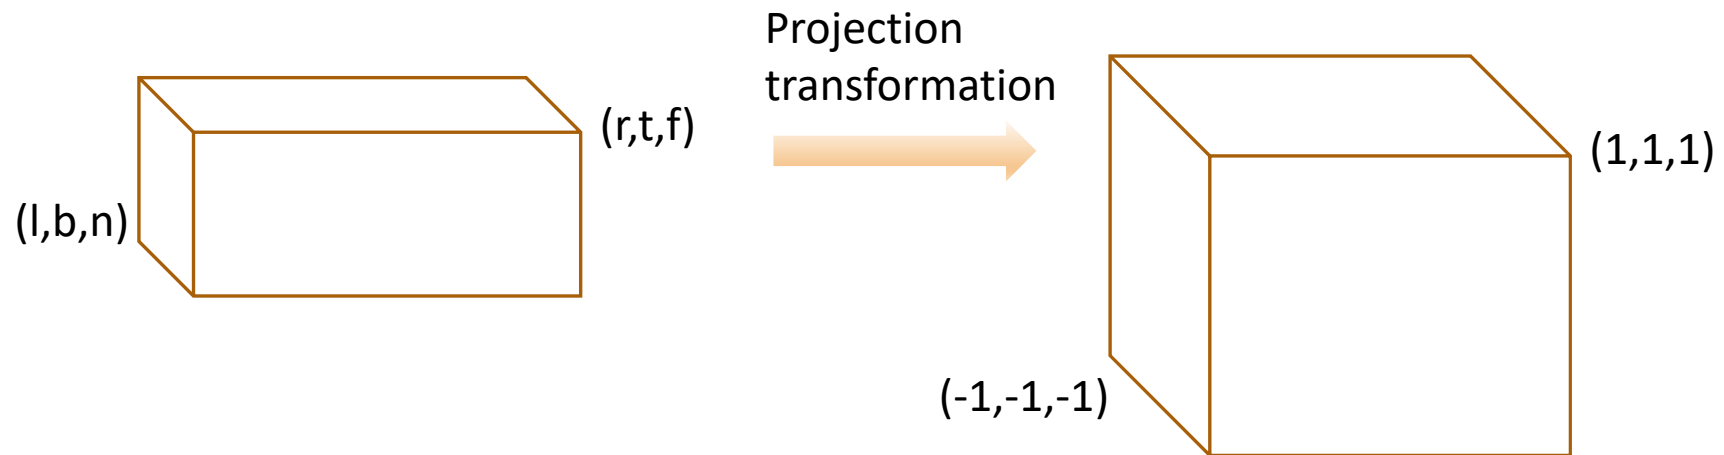 Projection
transformation
(r,t,f)
(l,b,n)
(1,1,1)
(-1,-1,-1)